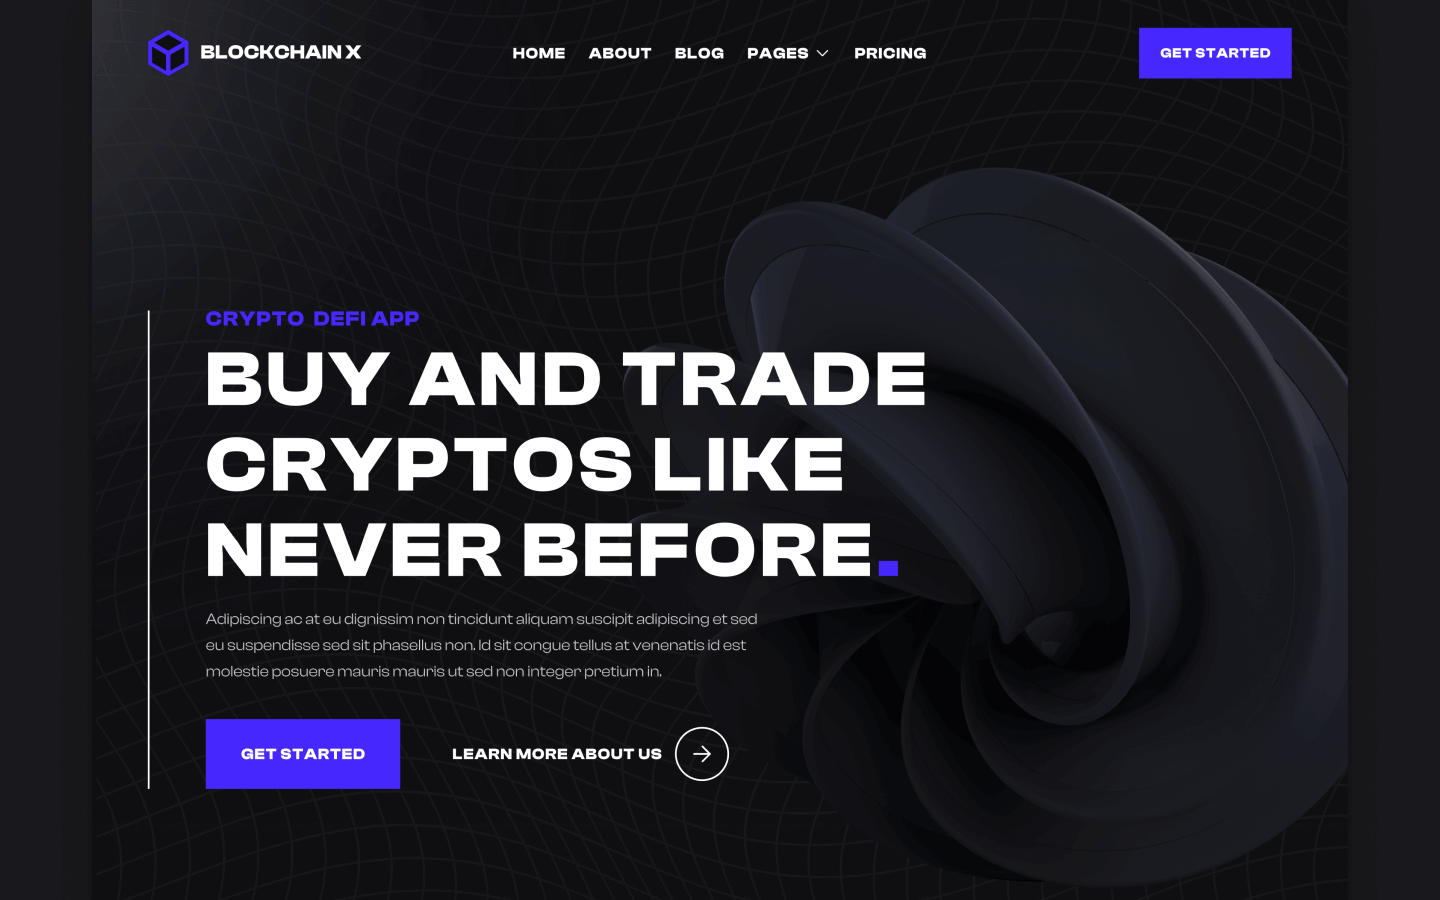 BLOCKCHAIN X
HOME ABOUT BLOG PAGES PRICING
GET STARTED
CRYPTO DEFI APP
BUY AND TRADE
CRYPTOS LIKE
NEVER BEFORE.
Adipiscing ac at eu dignissim non tincidunt aliquam suscipit adipiscing et sed
eu suspendisse sed sit phasellus non. Id sit congue tellus at venenatis id est
molestie posuere mauris mauris ut sed non integer pretium in.
GET STARTED
LEARN MORE ABOUT US